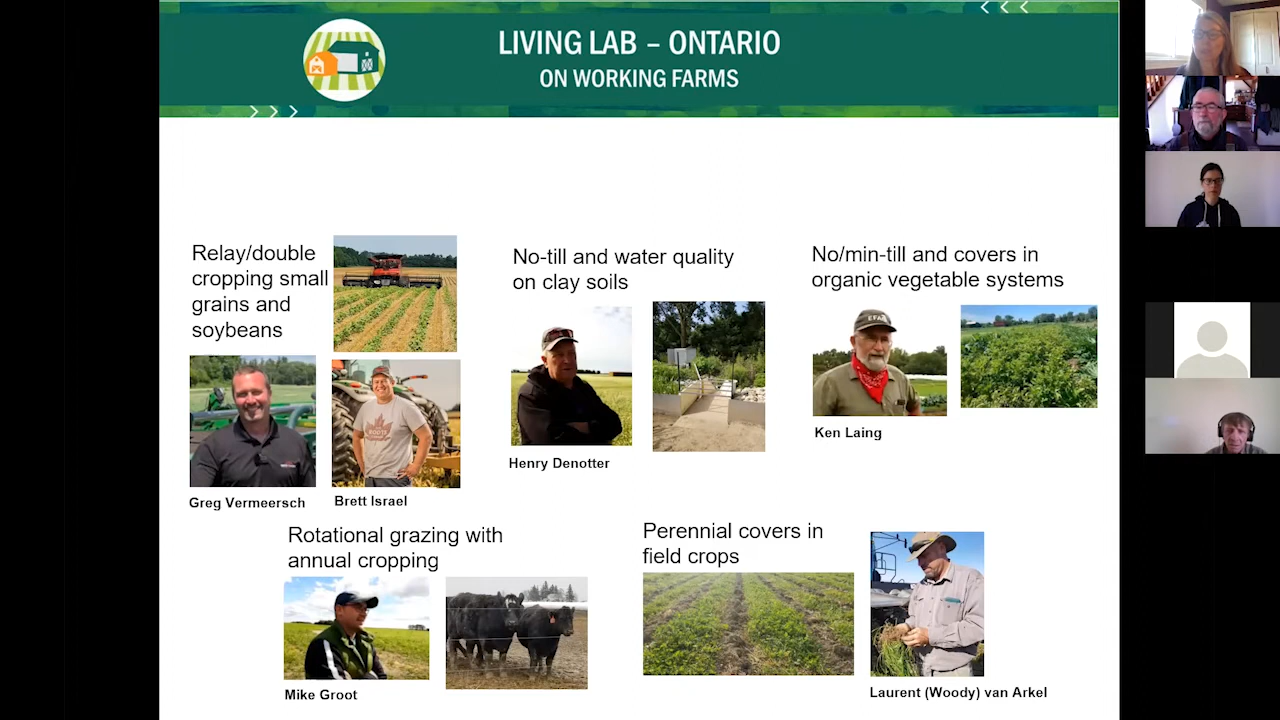 LIVING LAB – ONTARIO
ON WORKING FARMS
Relay/double
cropping small
grains and
soybeans
Greg Vermeersch
Brett Israel
No-till and water quality
on clay soils
Henry Denotter
No/min-till and covers in
organic vegetable systems
EFAO
Ken Laing
Rotational grazing with
annual cropping
Mike Groot
Perennial covers in
field crops
Laurent (Woody) van Arkel